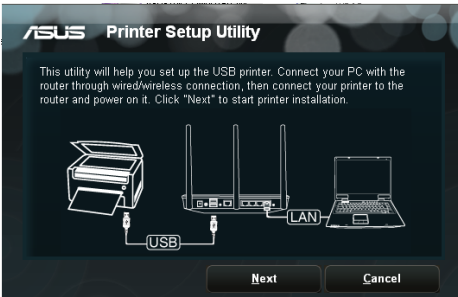 ASUS Printer Setup Utility
This utility will help you set up the USB printer. Connect your PC with the
router through wired/wireless connection, then connect your printer to the
router and power on it. Click "Next" to start printer installation.
LAN
USB
Next Cancel